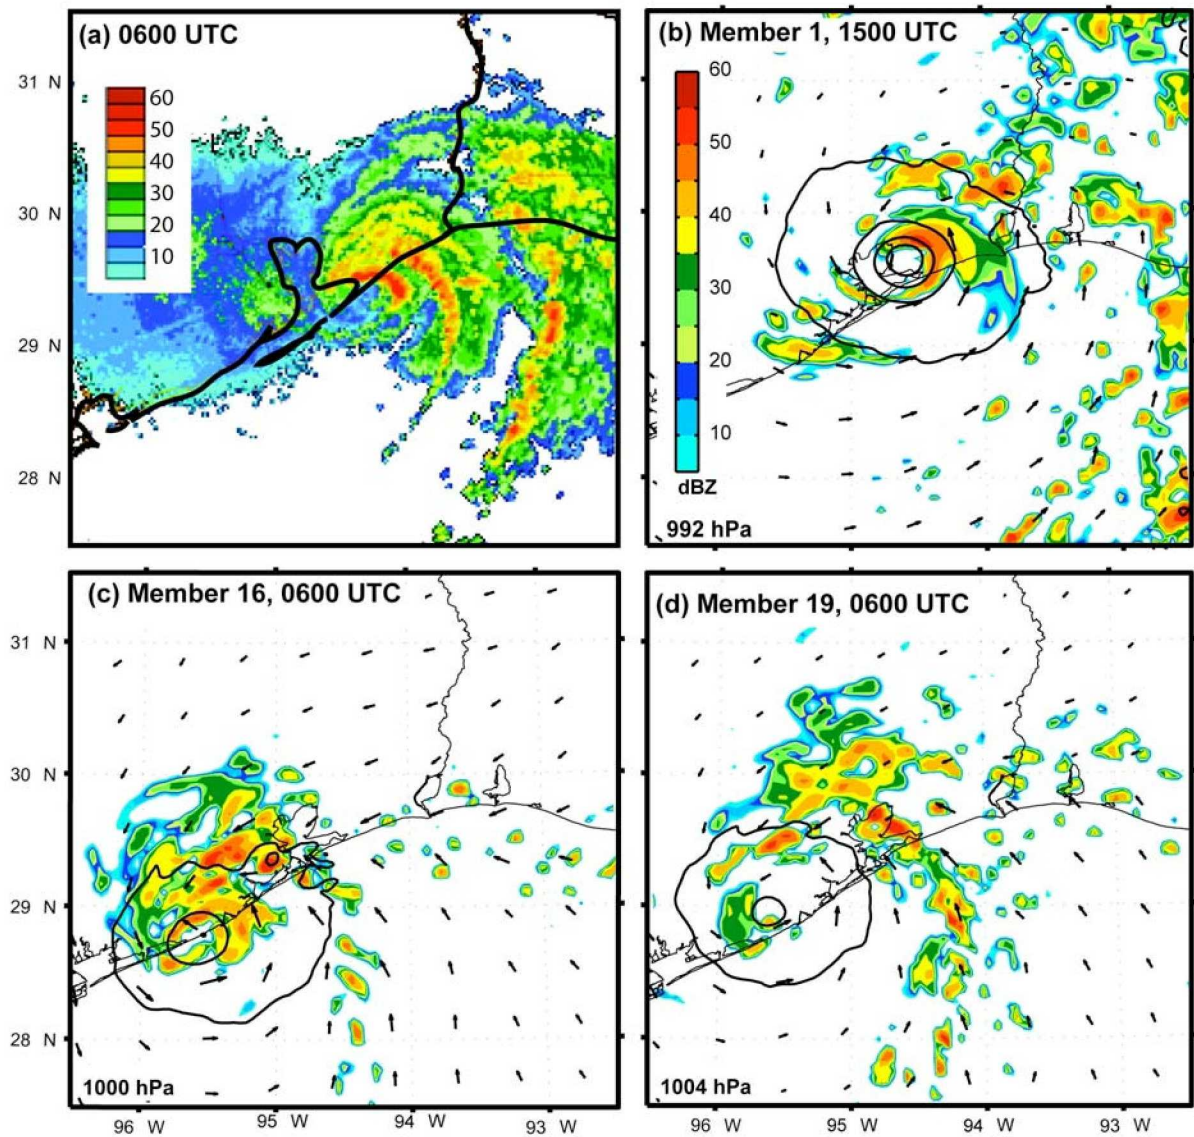 (a) 0600 UTC
60
50
40
30
20
10
31 N
30 N
29 N
28 N
(b) Member 1, 1500 UTC
60
50
40
30
20
10
dBZ
992 hPa
(c) Member 16, 0600 UTC
31 N
30 N
29 N
28 N
1000 hPa
96 W
95 W
94 W
93 W
(d) Member 19, 0600 UTC
1004 hPa
96 W
95 W
94 W
93 W